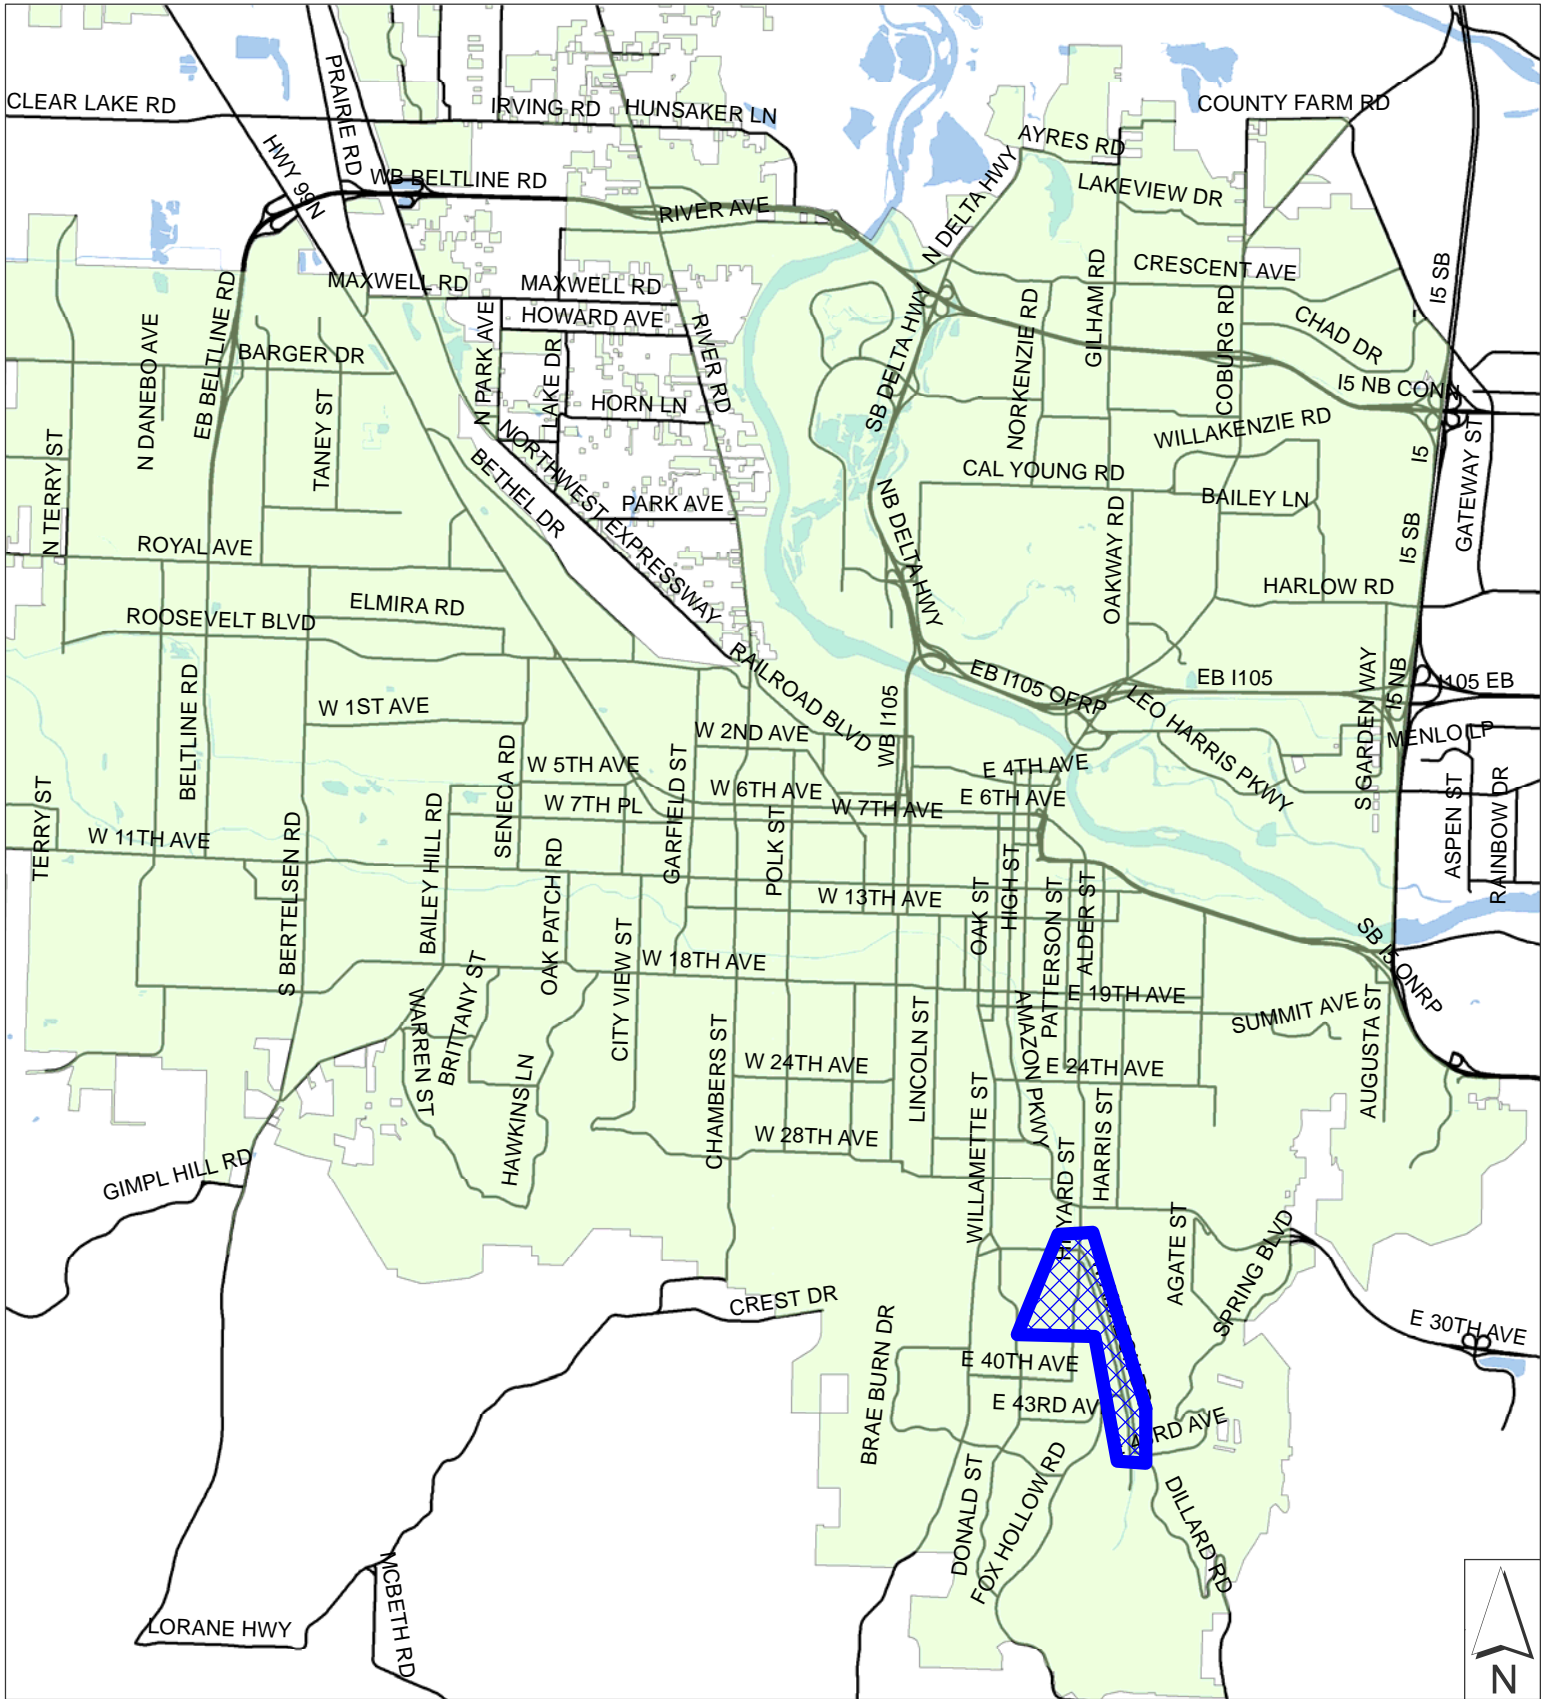 CLEAR LAKE RD
PRAIRIE RD
IRVING RD
HUNSAKER LN
COUNTY FARM RD
AYRES RD
HWY 99N
WB BELTLINE RD
RIVER AVE
N DELTA HWY
LAKEVIEW DR
MAXWELL RD
MAXWELL RD
HOWARD AVE
CRESCENT AVE
I5 SB
GILHAM RD
EB BELTLINE RD
N DANEBO AVE
BARGER DR
TANEY ST
N PARK AVE
LAKE DR
RIVER RD
HORN LN
SB DELTA HWY
NORKENZIE RD
COBURG RD
CHAD DR
I5 NB CONN
WILLAKENZIE RD
I5
GATEWAY ST
N TERRY ST
NORTHWEST EXPRESSWAY
BETHEL DR
PARK AVE
CAL YOUNG RD
BAILEY LN
NB DELTA HWY
OAKWAY RD
I5 SB
ROYAL AVE
HARLOW RD
ELMIRA RD
ROOSEVELT BLVD
RAILROAD BLVD
EB I105 OFRP
EB I105
LEO HARRIS PKWY
S GARDEN WAY
I5 NB
I105 EB
BELTLINE RD
W 1ST AVE
W 2ND AVE
WB I105
MENLO LP
SENECA RD
W 5TH AVE
GARFIELD ST
E 4TH AVE
TERRY ST
W 7TH PL
W 6TH AVE
W 7TH AVE
E 6TH AVE
ASPEN ST
RAINBOW DR
W 11TH AVE
S BERTELSEN RD
BAILEY HILL RD
OAK PATCH RD
POLK ST
W 13TH AVE
OAK ST
HIGH ST
PATTERSON ST
ALDER ST
CITY VIEW ST
W 18TH AVE
SB I5 ONRP
E 19TH AVE
SUMMIT AVE
AUGUSTA ST
WARREN ST
BRITTANY ST
HAWKINS LN
CHAMBERS ST
W 24TH AVE
LINCOLN ST
AMAZON PKWY
E 24TH AVE
WILLAMETTE ST
HARRIS ST
W 28TH AVE
GIMPL HILL RD
AGATE ST
SPRING BLVD
CREST DR
BRAE BURN DR
E 30TH AVE
E 40TH AVE
E 43RD AV
DONALD ST
FOX HOLLOW RD
DILLARD RD
MCBETH RD
LORANE HWY
N